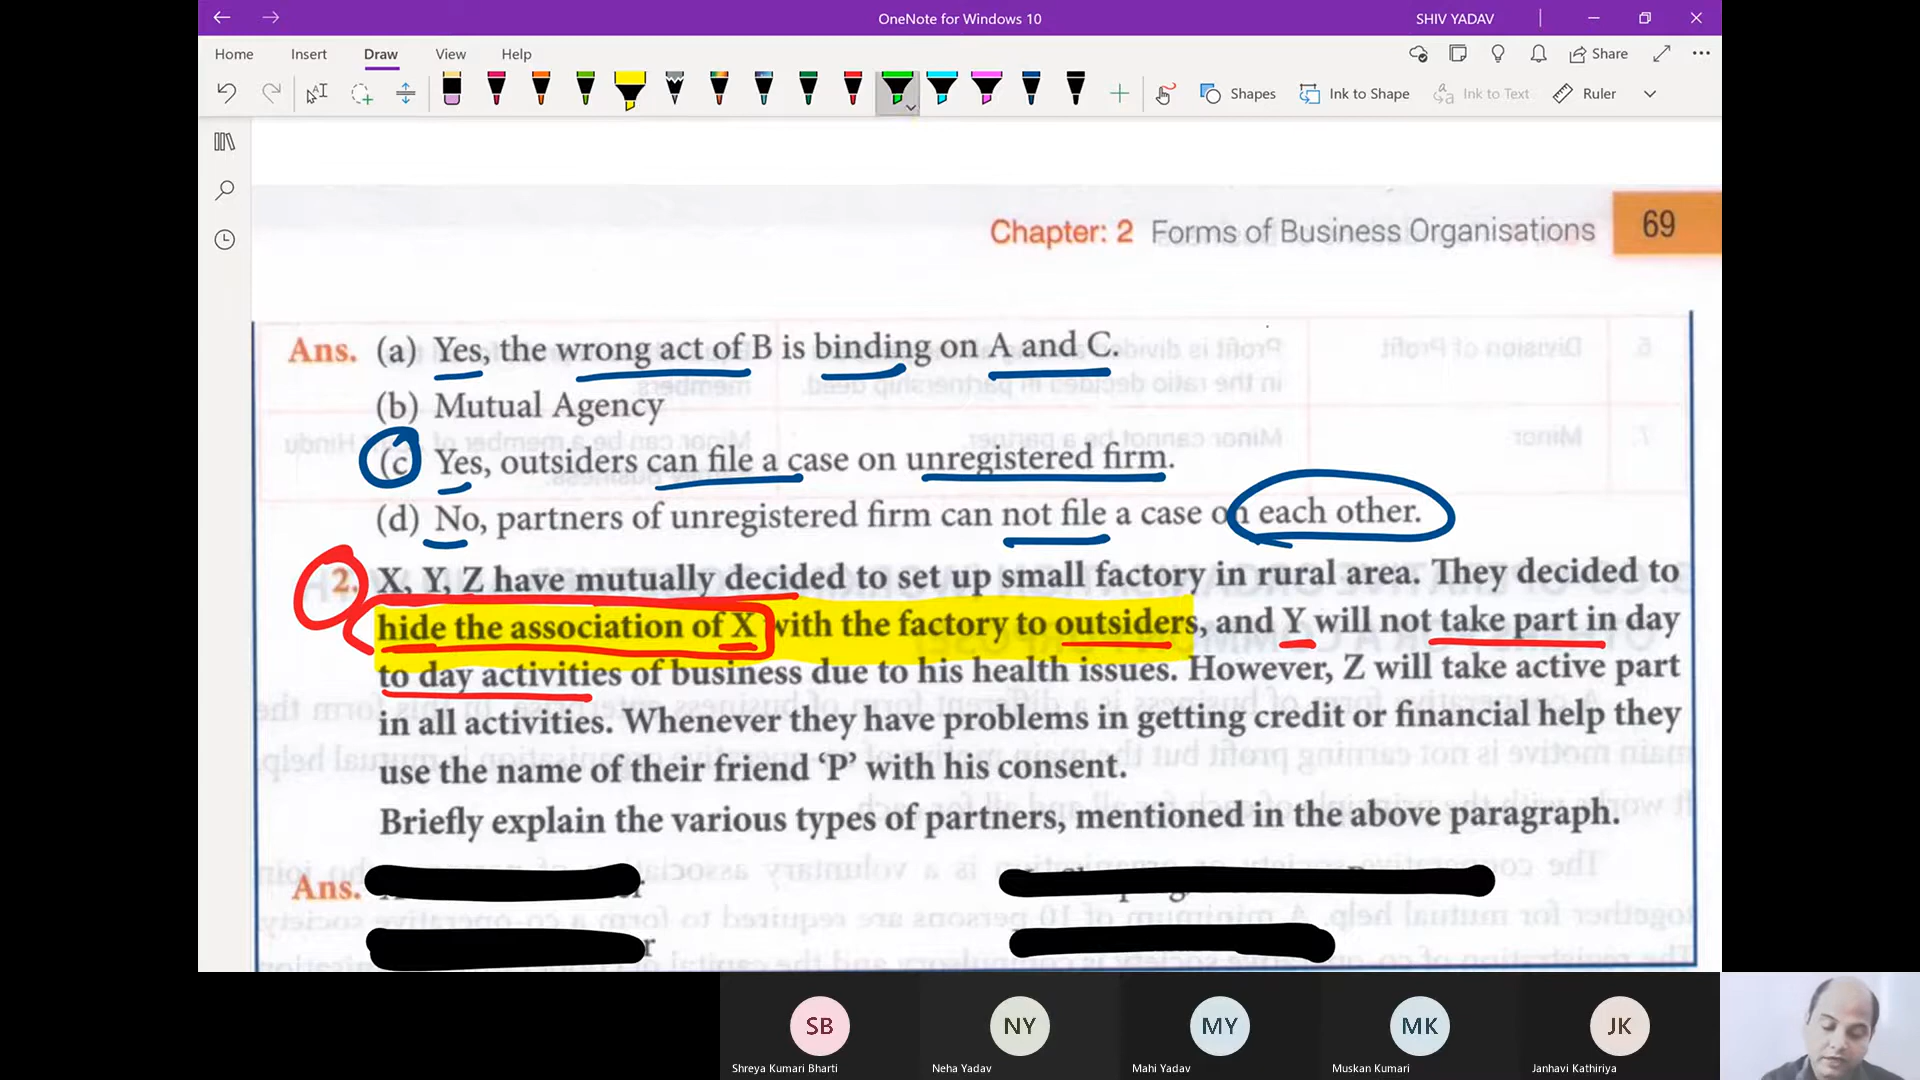 OneNote for Windows 10
SHIV YADAV
Home Insert Draw View Help
Share
Shapes Ink to Shape Ink to Text Ruler
Chapter: 2 Forms of Business Organisations 69
Ans. (a) Yes, the wrong act of B is binding on A and C.
(b) Mutual Agency
(c) Yes, outsiders can file a case on unregistered firm.
(d) No, partners of unregistered firm can not file a case on each other.
2. X, Y, Z have mutually decided to set up small factory in rural area. They decided to
hide the association of X with the factory to outsiders, and Y will not take part in day
to day activities of business due to his health issues. However, Z will take active part
in all activities. Whenever they have problems in getting credit or financial help they
use the name of their friend ‘P’ with his consent.
Briefly explain the various types of partners, mentioned in the above paragraph.
Ans.
SB NY MY MK JK
Shreya Kumari Bharti Neha Yadav Mahi Yadav Muskan Kumari Janhavi Kathiriya